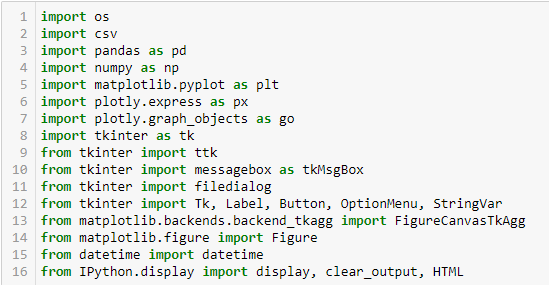 1 import os
2 import csv
3 import pandas as pd
4 import numpy as np
5 import matplotlib.pyplot as plt
6 import plotly.express as px
7 import plotly.graph_objects as go
8 import tkinter as tk
9 from tkinter import ttk
10 from tkinter import messagebox as tkMsgBox
11 from tkinter import filedialog
12 from tkinter import Tk, Label, Button, OptionMenu, StringVar
13 from matplotlib.backends.backend_tkagg import FigureCanvasTkAgg
14 from matplotlib.figure import Figure
15 from datetime import datetime
16 from IPython.display import display, clear_output, HTML